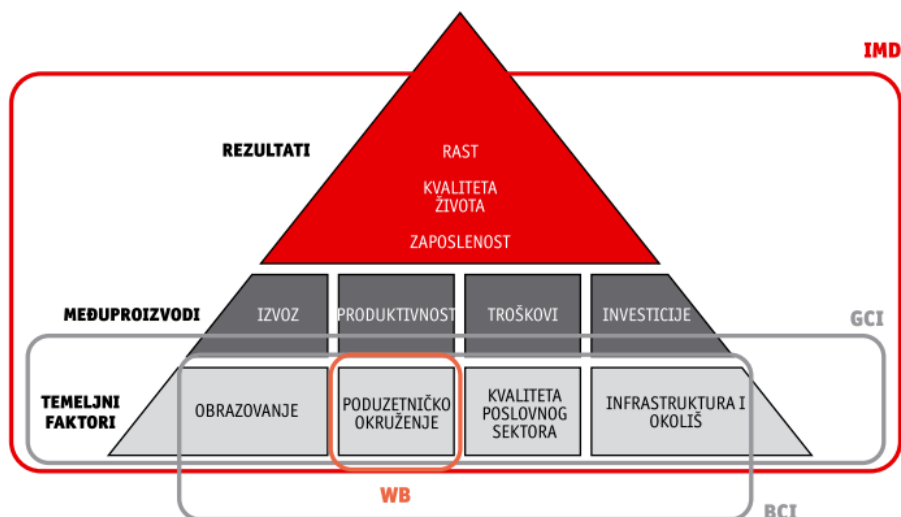 IMD
REZULTATI
RAST
KVALITETA
ŽIVOTA
ZAPOSLENOST
MEĐUPROIZVODI
IZVOZ
PRODUKTIVNOST
TROŠKOVI
INVESTICIJE
GCI
TEMELJNI
FAKTORI
OBRAZOVANJE
PODUZETNIČKO
OKRUŽENJE
KVALITETA
POSLOVNOG
SEKTORA
INFRASTRUKTURA I
OKOLIŠ
WB
BCI